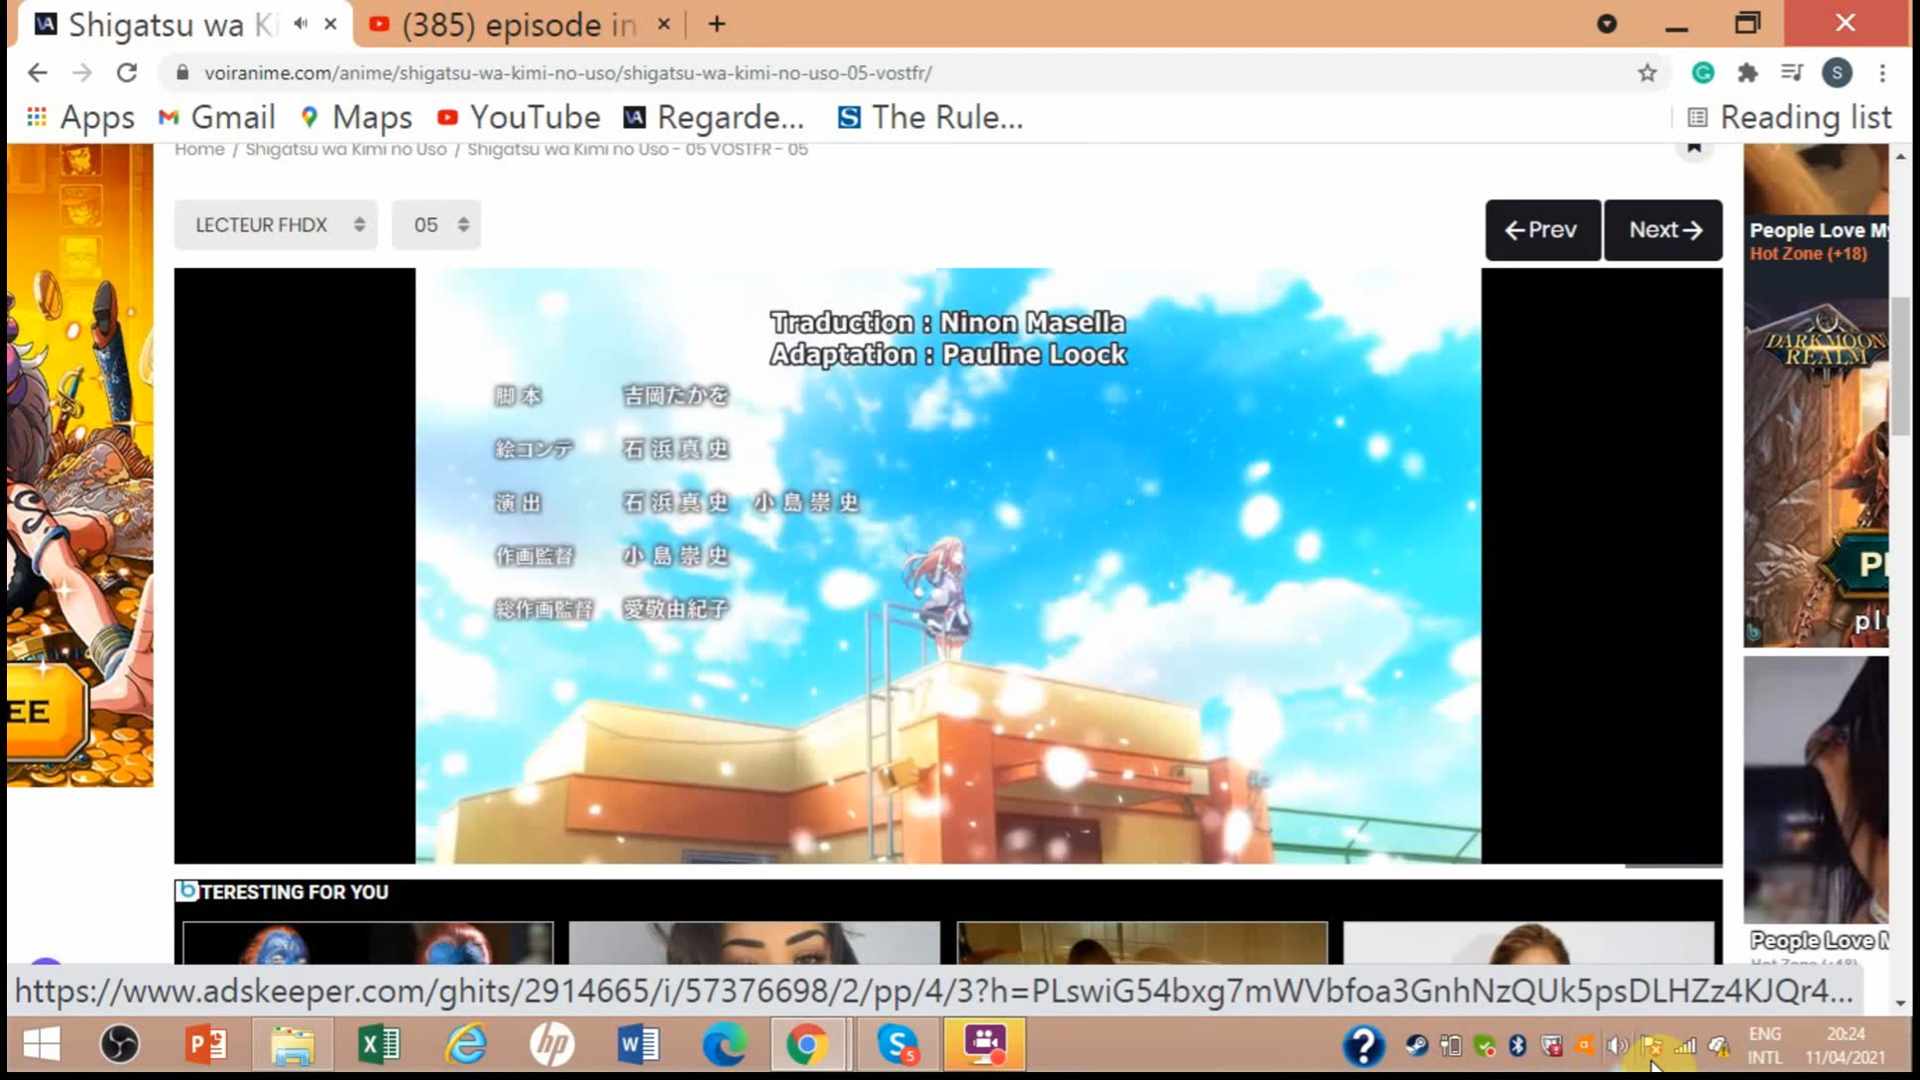 Shigatsu wa Ki
(385) episode in
voiranime.com/anime/shigatsu-wa-kimi-no-uso/shigatsu-wa-kimi-no-uso-05-vostfr/
S
Apps Gmail Maps YouTube Regarde... The Rule... Reading list
Home / Shigatsu wa Kimi no Uso / Shigatsu wa Kimi no Uso - 05 VOSTFR - 05
LECTEUR FHDX 05 ←Prev Next→
People Love M
Hot Zone (+18)
Traduction : Ninon Masella
Adaptation : Pauline Loock
脚本 吉岡たかを
絵コンテ 石浜真史
演出 石浜真史 小島崇史
作画監督 小島崇史
総作画監督 愛敬由紀子
DARKMOON
REALM
EE
TERESTING FOR YOU
People Love
https://www.adskeeper.com/ghits/2914665/i/57376698/2/pp/4/3?h=PLswiG54bxg7mWVbfoa3GnhNzQUk5psDLHZz4KJQr4...
5
ENG
INTL
20:24
11/04/2021